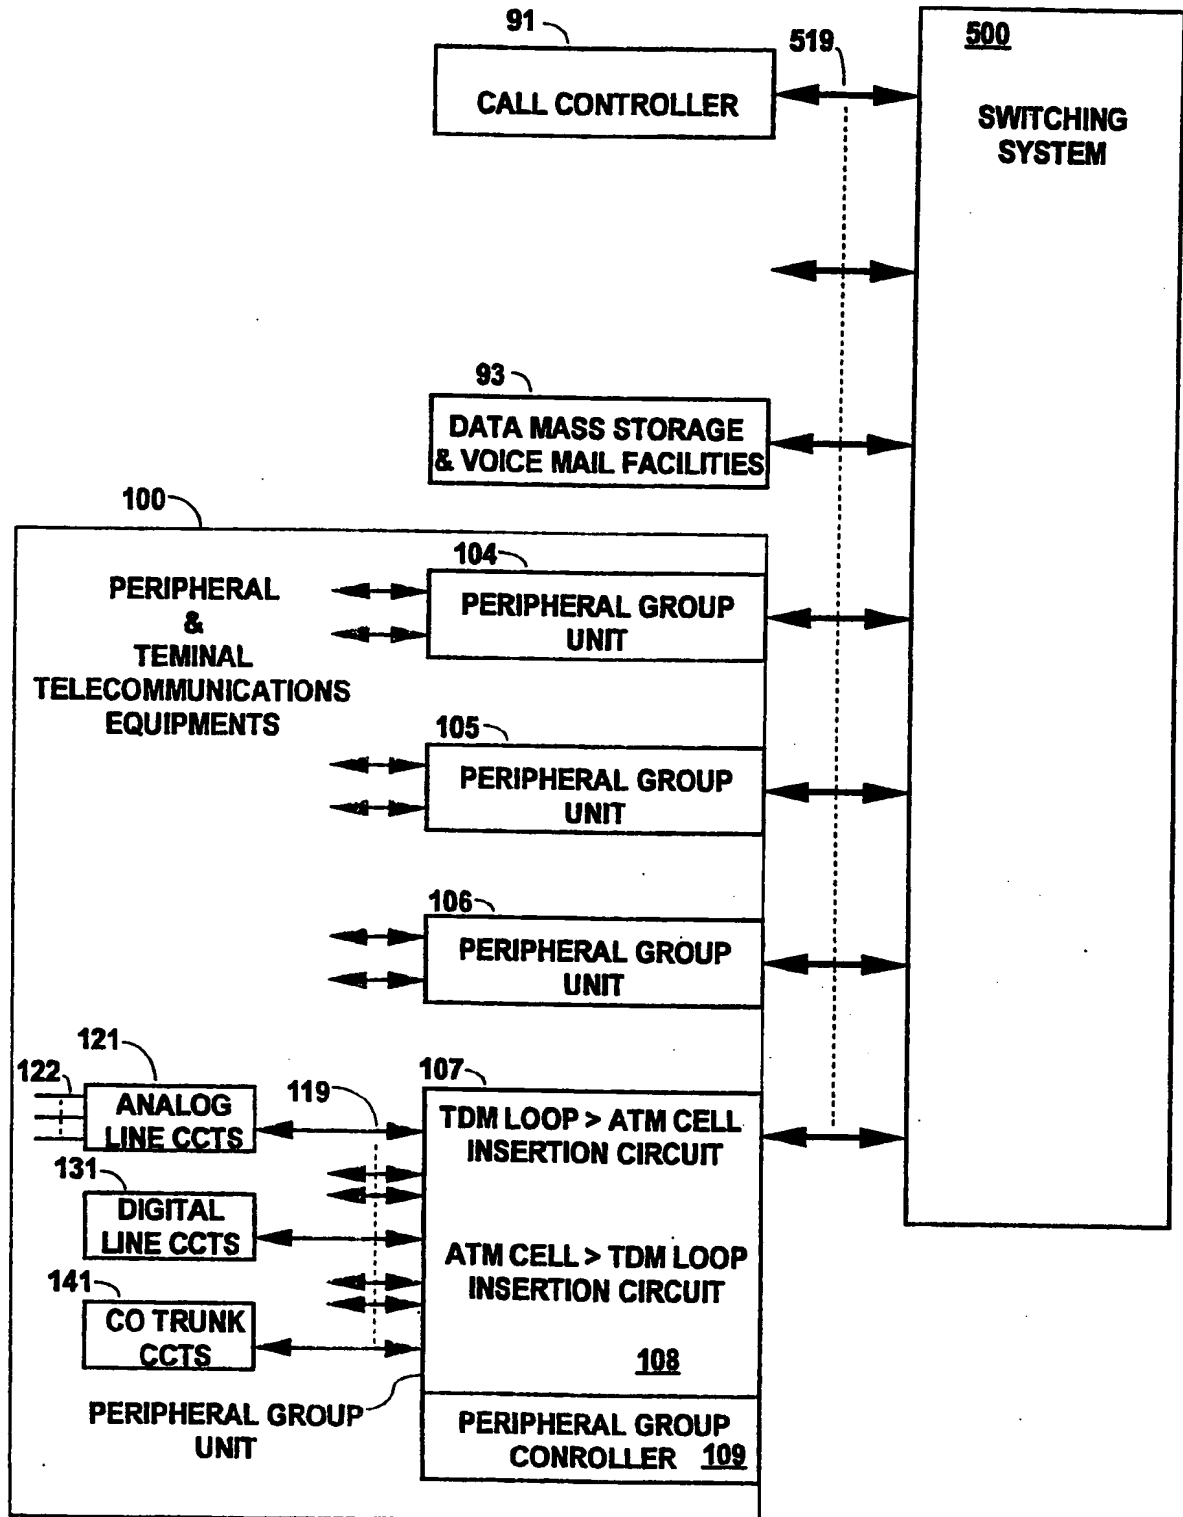 91
519
500
CALL CONTROLLER
SWITCHING
SYSTEM
93
DATA MASS STORAGE
& VOICE MAIL FACILITIES
100
PERIPHERAL
&
TEMINAL
TELECOMMUNICATIONS
EQUIPMENTS
104
PERIPHERAL GROUP
UNIT
105
PERIPHERAL GROUP
UNIT
106
PERIPHERAL GROUP
UNIT
121
122
ANALOG
LINE CCTS
119
107
TDM LOOP > ATM CELL
INSERTION CIRCUIT
131
DIGITAL
LINE CCTS
ATM CELL > TDM LOOP
INSERTION CIRCUIT
141
CO TRUNK
CCTS
108
PERIPHERAL GROUP
UNIT
PERIPHERAL GROUP
CONROLLER 109